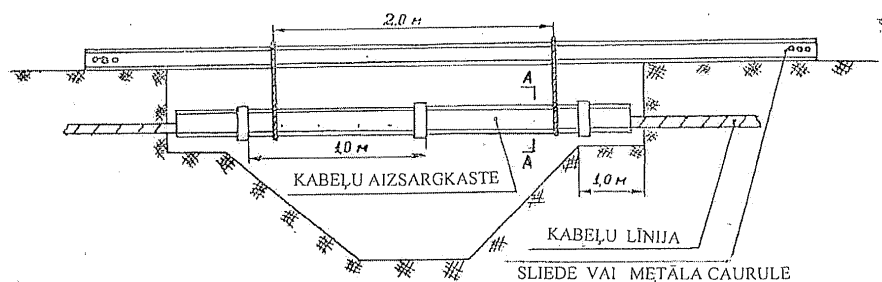 2,0 м
A
A
1,0 м
1,0 м
KABEĻU AIZSARGKASTE
KABEĻU LĪNIJA
SLIEDE VAI METĀLA CAURULE